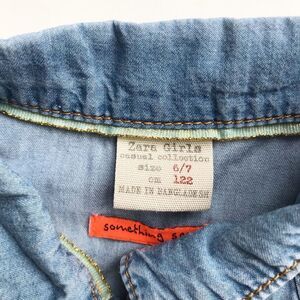 Zara Girls
casual collection
size 6/7
cm 122
MADE IN BANGLADESH
something